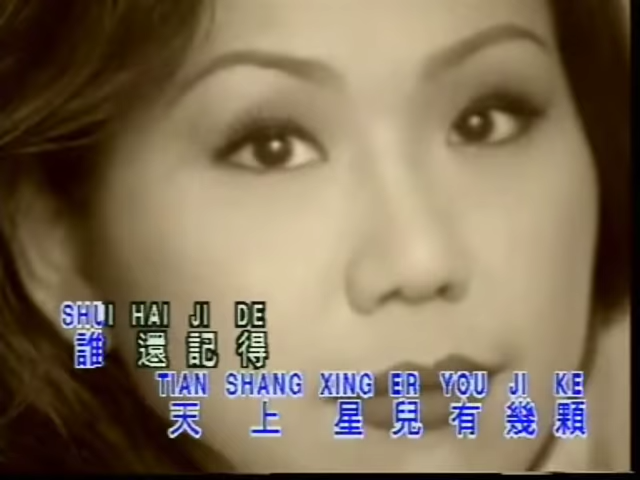 SHUI HAI JI DE
誰 還 記 得
TIAN SHANG XING ER YOU JI KE
天 上 星 兒 有 幾 顆